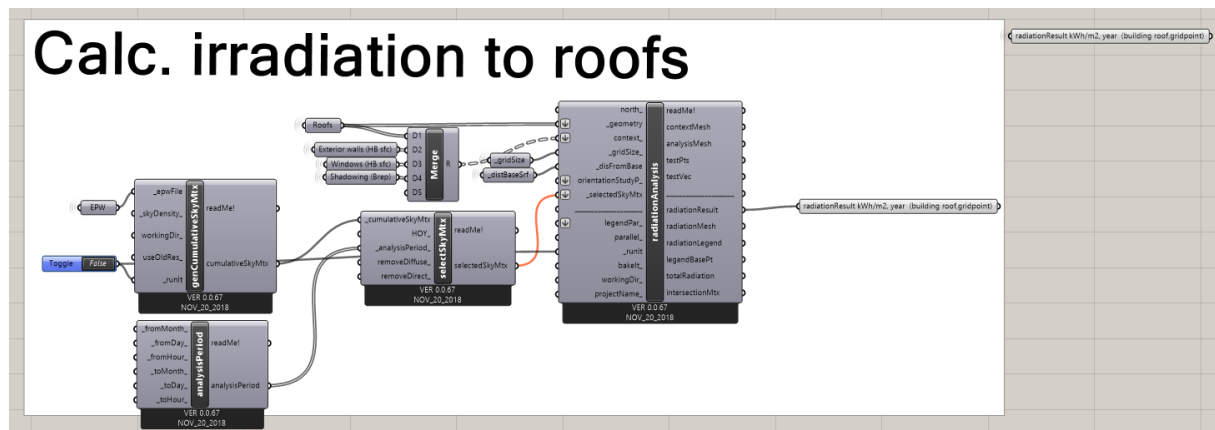 Calc. irradiation to roofs
radiationResult kWh/m2, year (building roof,gridpoint)
Roofs
Exterior walls (HB sfc)
Windows (HB sfc)
Shadowing (Brep)
D1
D2
D3
D4
D5
Merge
R
_gridSize
_distBaseSrf
north_
_geometry
context_
_gridSize_
_disFromBase
orientationStudyP_
_selectedSkyMtx
legendPar_
parallel_
_runIt
bakeIt_
workingDir_
projectName_
radiationAnalysis
readMe!
contextMesh
analysisMesh
testPts
testVec
radiationResult
radiationMesh
radiationLegend
legendBasePt
totalRadiation
intersectionMtx
VER 0.0.67
NOV_20_2018
radiationResult kWh/m2, year (building roof,gridpoint)
EPW
Toggle False
_epwFile
_skyDensity_
workingDir_
useOldRes_
_runIt
genCumulativeSkyMtx
readMe!
cumulativeSkyMtx
VER 0.0.67
NOV_20_2018
_cumulativeSkyMtx
HOY_
_analysisPeriod_
removeDiffuse_
removeDirect_
selectSkyMtx
readMe!
selectedSkyMtx
VER 0.0.67
NOV_20_2018
_fromMonth_
_fromDay_
_fromHour_
_toMonth_
_toDay_
_toHour_
analysisPeriod
readMe!
analysisPeriod
VER 0.0.67
NOV_20_2018